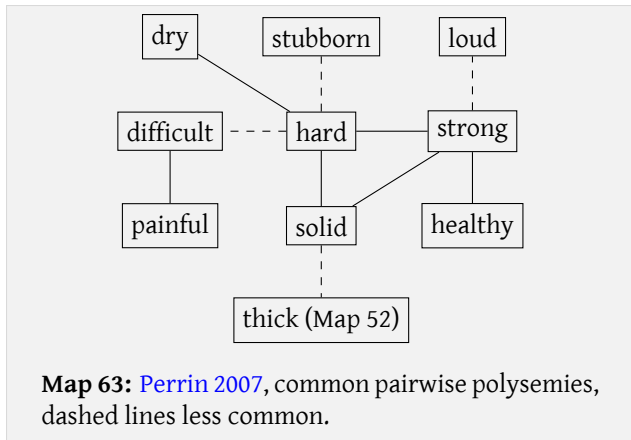 dry
stubborn
loud
difficult
hard
strong
painful
solid
healthy
thick (Map 52)
Map 63: Perrin 2007, common pairwise polysemies,
dashed lines less common.